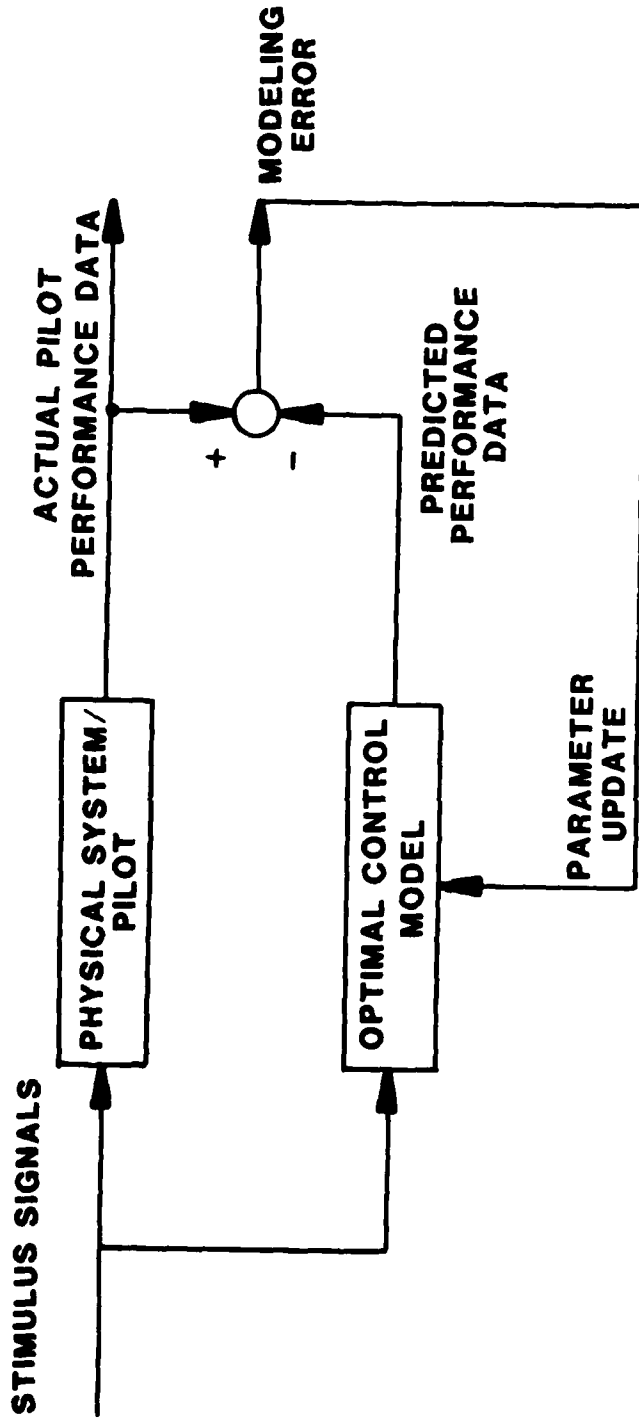 STIMULUS SIGNALS
PHYSICAL SYSTEM/
PILOT
ACTUAL PILOT
PERFORMANCE DATA
+
-
MODELING
ERROR
OPTIMAL CONTROL
MODEL
PREDICTED
PERFORMANCE
DATA
PARAMETER
UPDATE